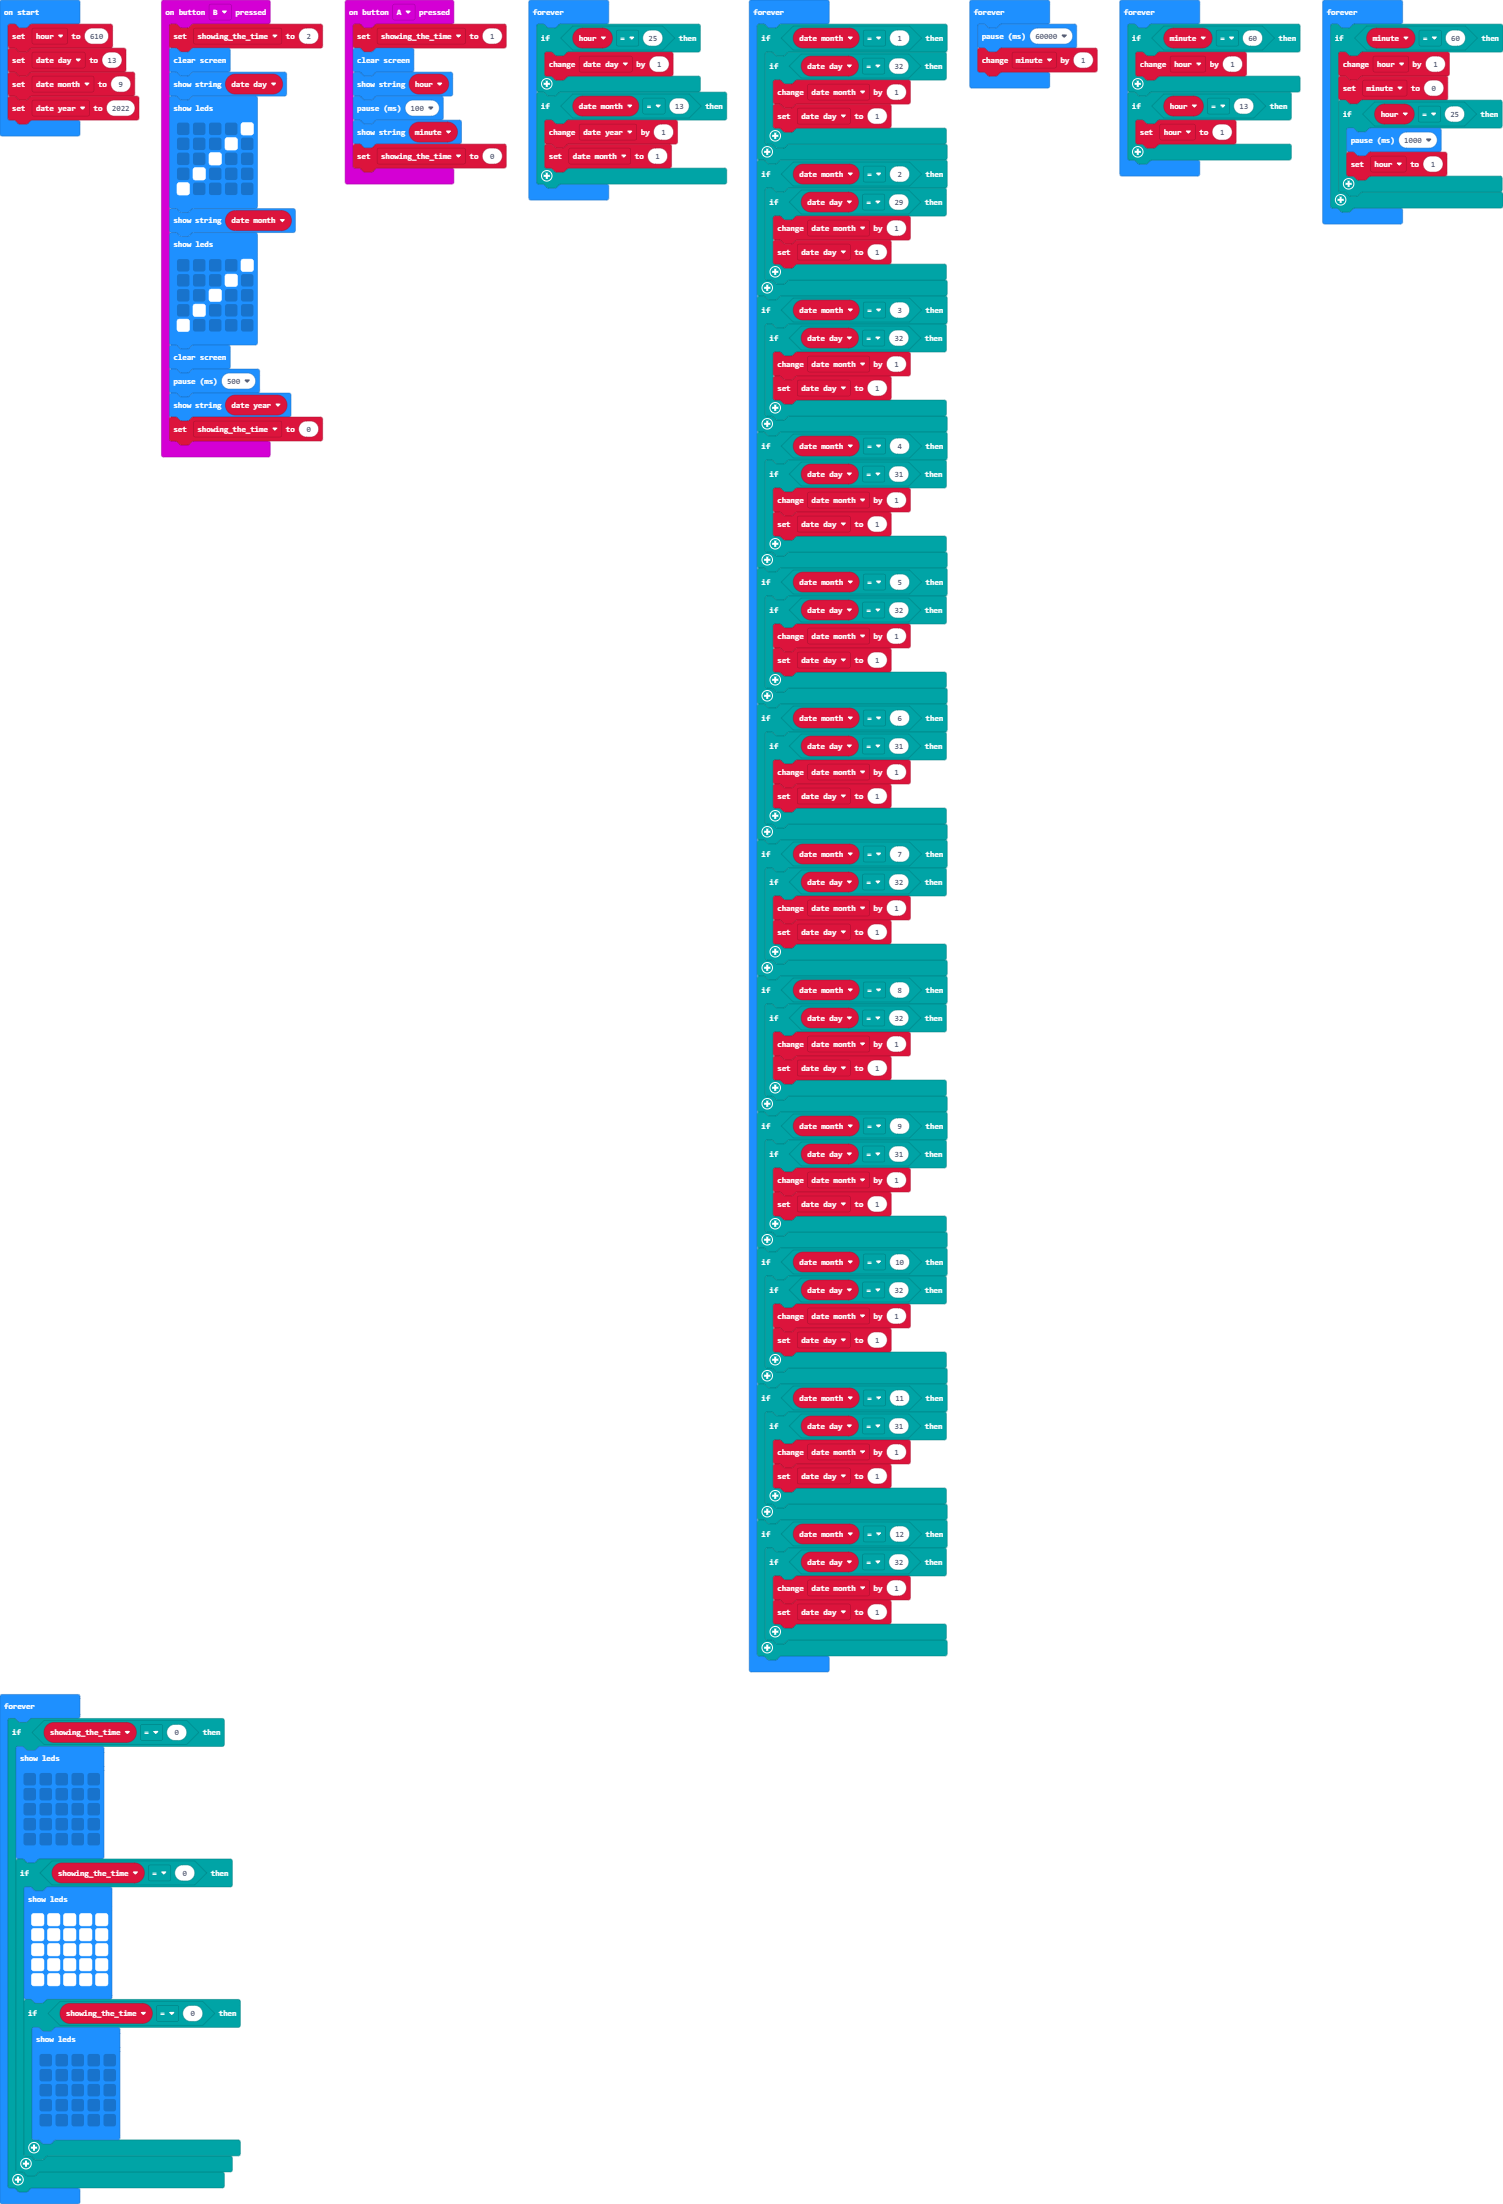 on start
set hour to 610
set date day to 13
set date month to 9
set date year to 2022
on button B pressed
set showing_the_time to 2
clear screen
show string date day
show leds
show string date month
show leds
clear screen
pause (ms) 500
show string date year
set showing_the_time to 0
on button A pressed
set showing_the_time to 1
clear screen
show string hour
pause (ms) 100
show string minute
set showing_the_time to 0
forever
if hour = 25 then
change date day by 1
if date month = 13 then
change date year by 1
set date month to 1
forever
if date month = 1 then
if date day = 32 then
change date month by 1
set date day to 1
if date month = 2 then
if date day = 29 then
change date month by 1
set date day to 1
if date month = 3 then
if date day = 32 then
change date month by 1
set date day to 1
if date month = 4 then
if date day = 31 then
change date month by 1
set date day to 1
if date month = 5 then
if date day = 32 then
change date month by 1
set date day to 1
if date month = 6 then
if date day = 31 then
change date month by 1
set date day to 1
if date month = 7 then
if date day = 32 then
change date month by 1
set date day to 1
if date month = 8 then
if date day = 32 then
change date month by 1
set date day to 1
if date month = 9 then
if date day = 31 then
change date month by 1
set date day to 1
if date month = 10 then
if date day = 32 then
change date month by 1
set date day to 1
if date month = 11 then
if date day = 31 then
change date month by 1
set date day to 1
if date month = 12 then
if date day = 32 then
change date month by 1
set date day to 1
forever
pause (ms) 60000
change minute by 1
forever
if minute = 60 then
change hour by 1
if hour = 13 then
set hour to 1
forever
if minute = 60 then
change hour by 1
set minute to 0
if hour = 25 then
pause (ms) 1000
set hour to 1
forever
if showing_the_time = 0 then
show leds
if showing_the_time = 0 then
show leds
if showing_the_time = 0 then
show leds